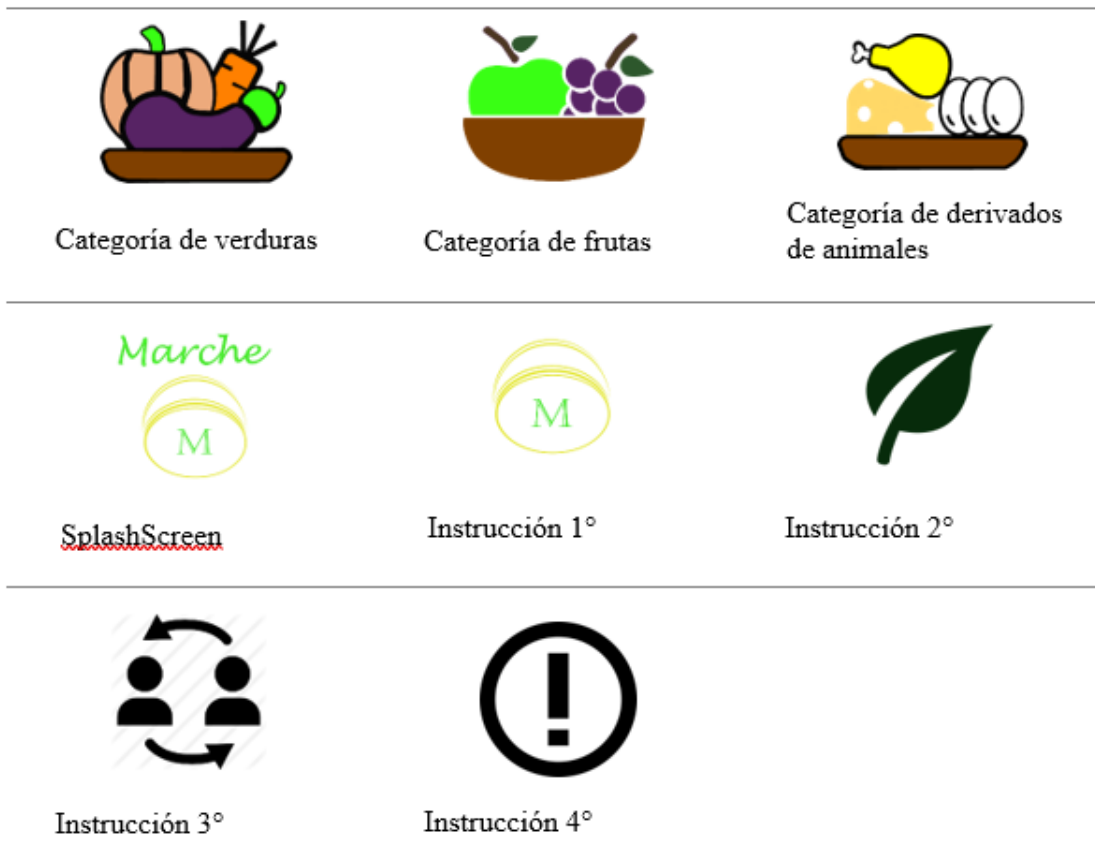 Categoría de verduras
Categoría de frutas
Categoría de derivados
de animales
Marche
M
M
SplashScreen
Instrucción 1°
Instrucción 2°
Instrucción 3°
Instrucción 4°